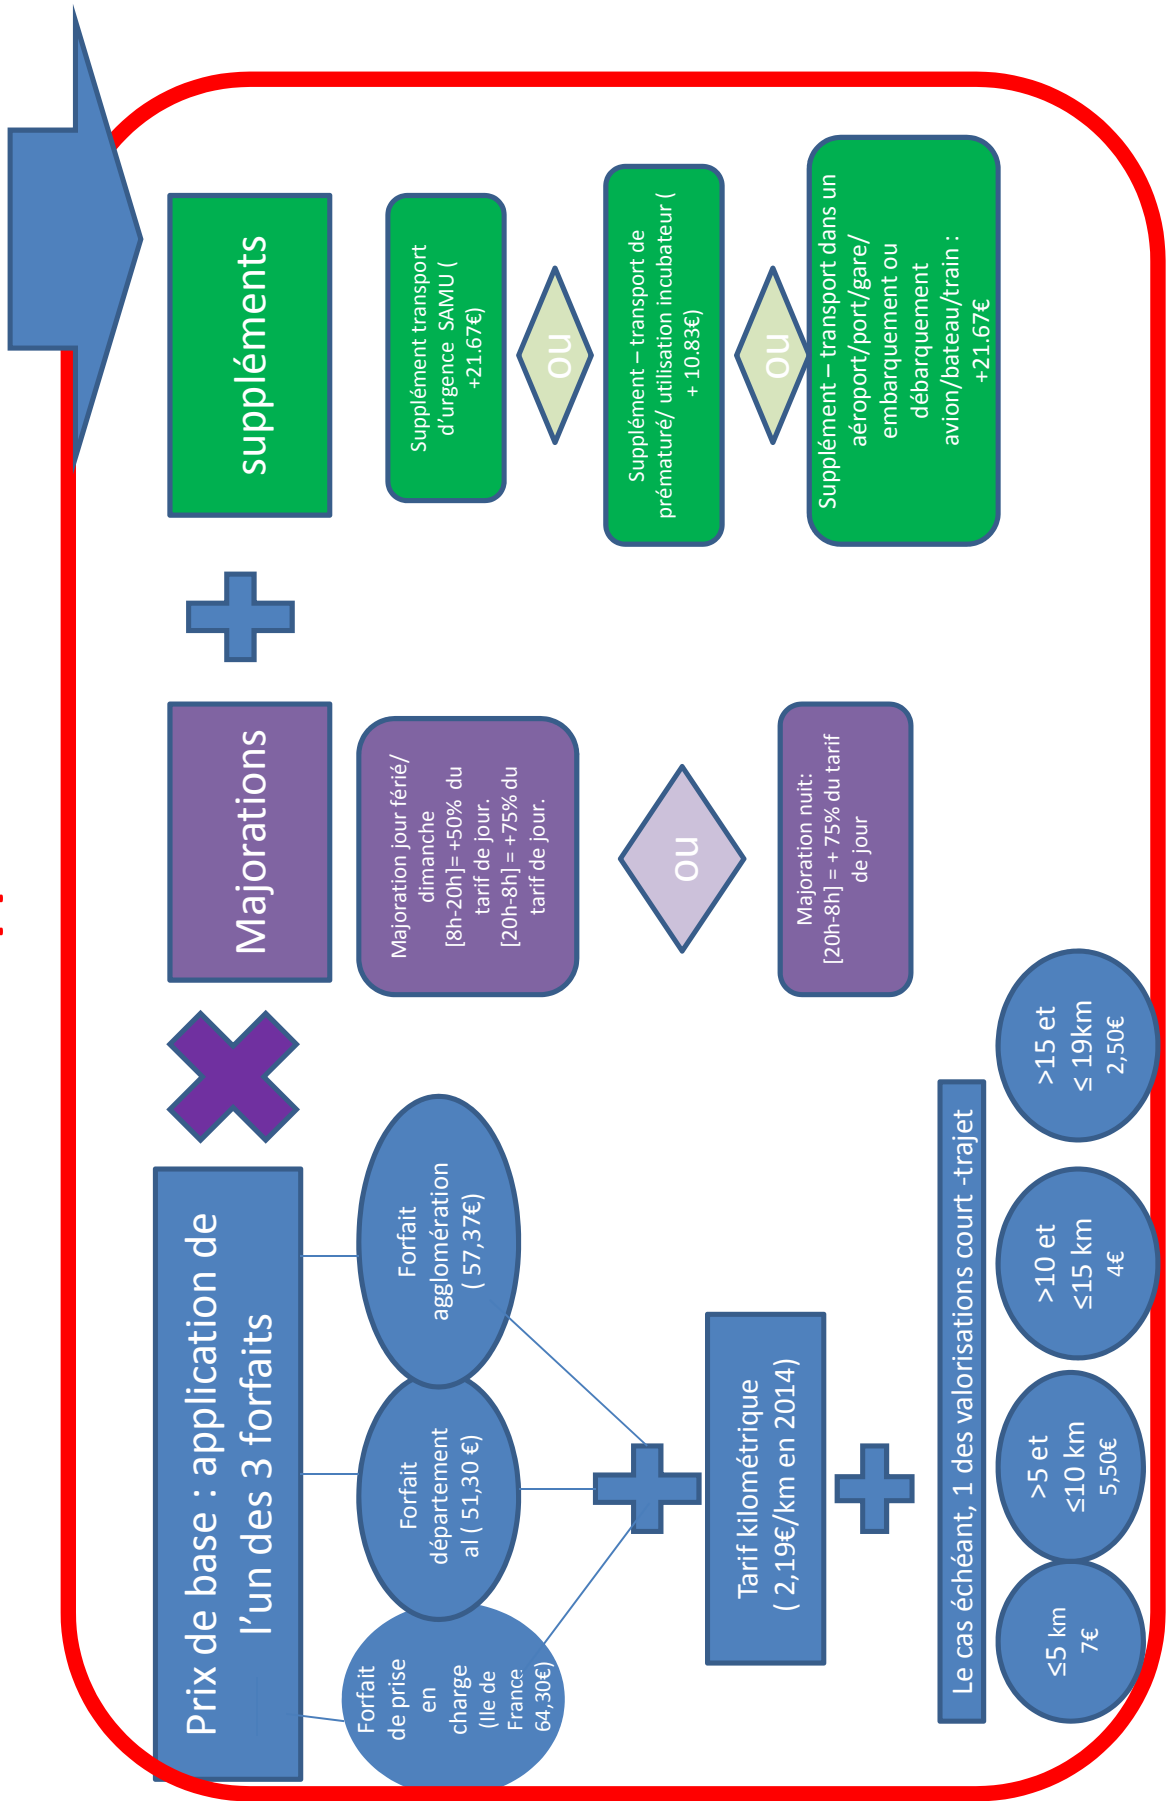 Prix de base : application de
l’un des 3 forfaits
Majorations
suppléments
Forfait
de prise
en
charge
(Ile de
France
64,30€)
Forfait
département
al ( 51,30 €)
Forfait
agglomération
( 57,37€)
Tarif kilométrique
( 2,19€/km en 2014)
Le cas échéant, 1 des valorisations court -trajet
≤5 km
7€
>5 et
≤10 km
5,50€
>10 et
≤15 km
4€
>15 et
≤ 19km
2,50€
Majoration jour férié/
dimanche
[8h-20h]= +50% du
tarif de jour.
[20h-8h] = +75% du
tarif de jour.
ou
Majoration nuit:
[20h-8h] = + 75% du tarif
de jour
Supplément transport
d’urgence SAMU (
+21.67€)
ou
Supplément – transport de
prématuré/ utilisation incubateur (
+ 10.83€)
ou
Supplément – transport dans un
aéroport/port/gare/
embarquement ou
débarquement
avion/bateau/train :
+21.67€